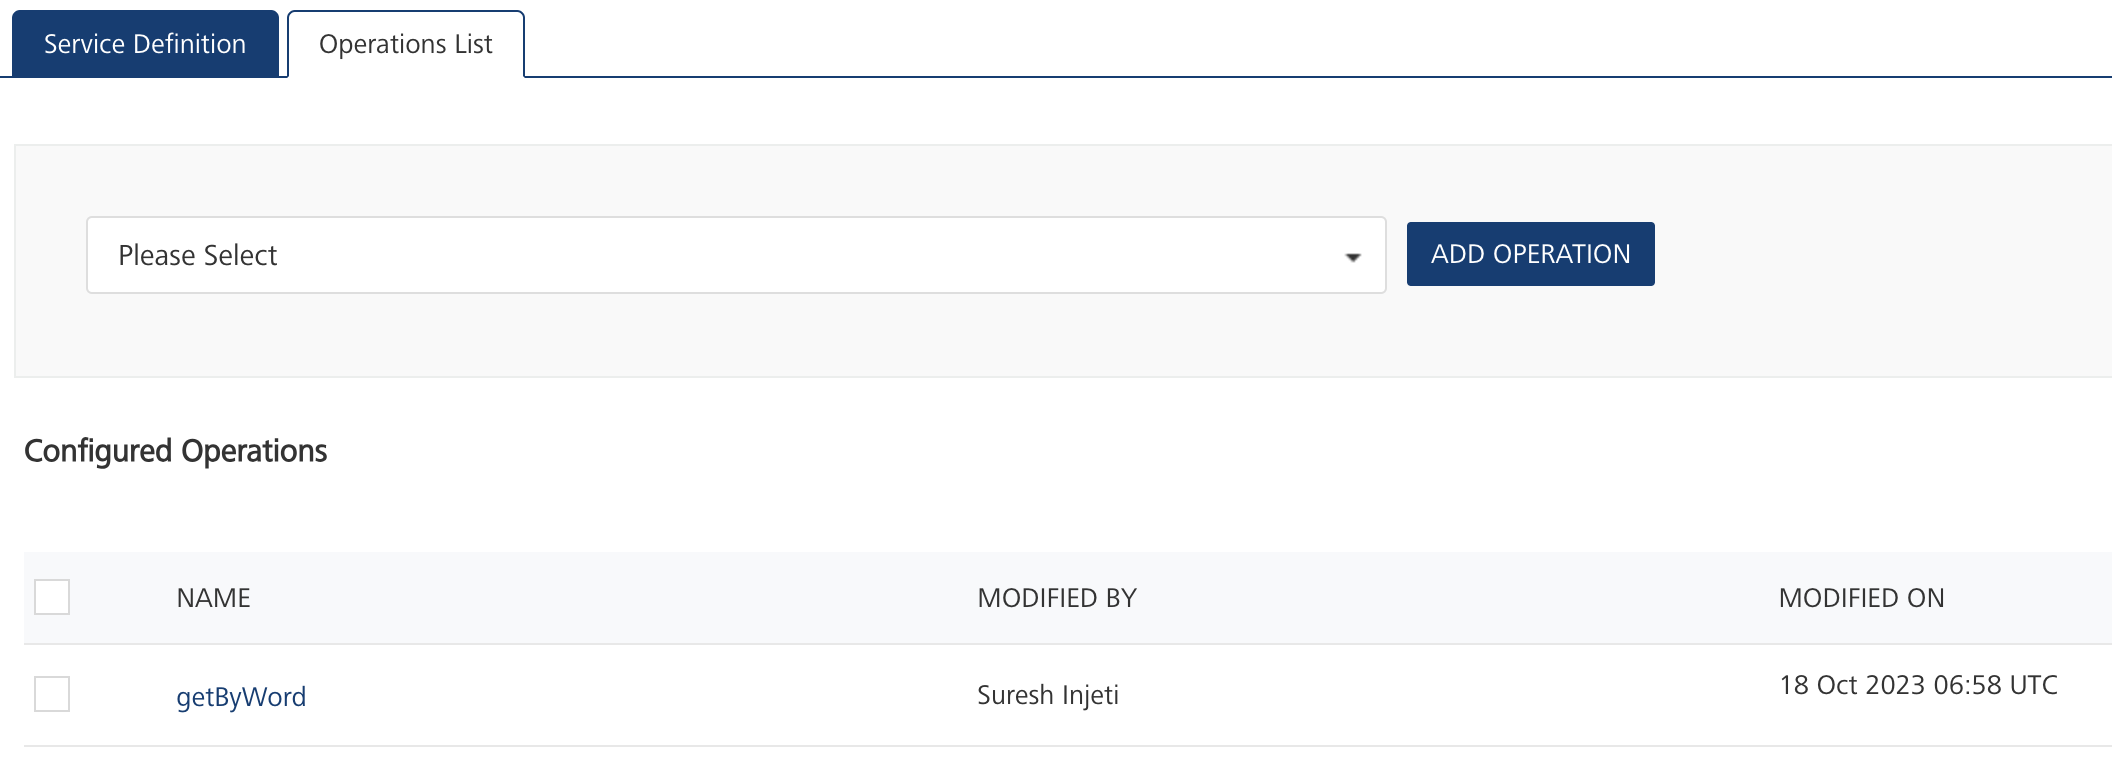 Service Definition
Operations List
Please Select
ADD OPERATION
Configured Operations
NAME MODIFIED BY MODIFIED ON
getByWord Suresh Injeti 18 Oct 2023 06:58 UTC